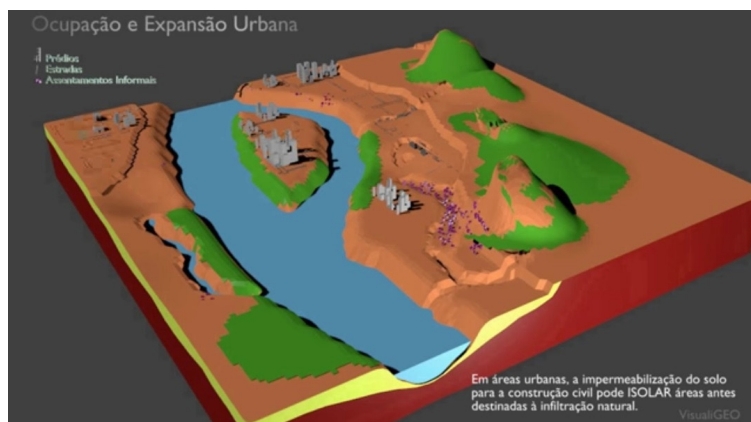 Ocupação e Expansão Urbana
Prédios
Estradas
Assentamentos Informais
Em áreas urbanas, a impermeabilização do solo
para a construção civil pode ISOLAR áreas antes
destinadas à infiltração natural.
VisualiGEO